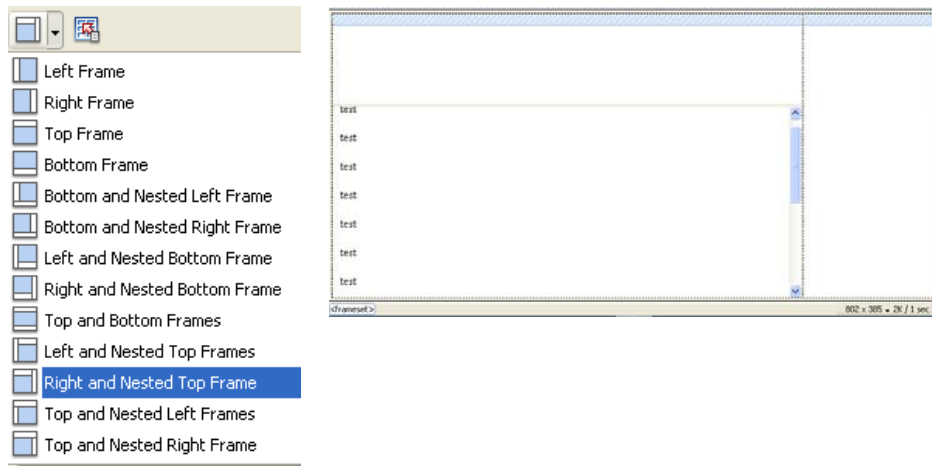 Left Frame
Right Frame
Top Frame
Bottom Frame
Bottom and Nested Left Frame
Bottom and Nested Right Frame
Left and Nested Bottom Frame
Right and Nested Bottom Frame
Top and Bottom Frames
Left and Nested Top Frames
Right and Nested Top Frame
Top and Nested Left Frames
Top and Nested Right Frame
test
test
test
test
test
test
test
<frameset>
802 x 385 - 2K / 1 sec